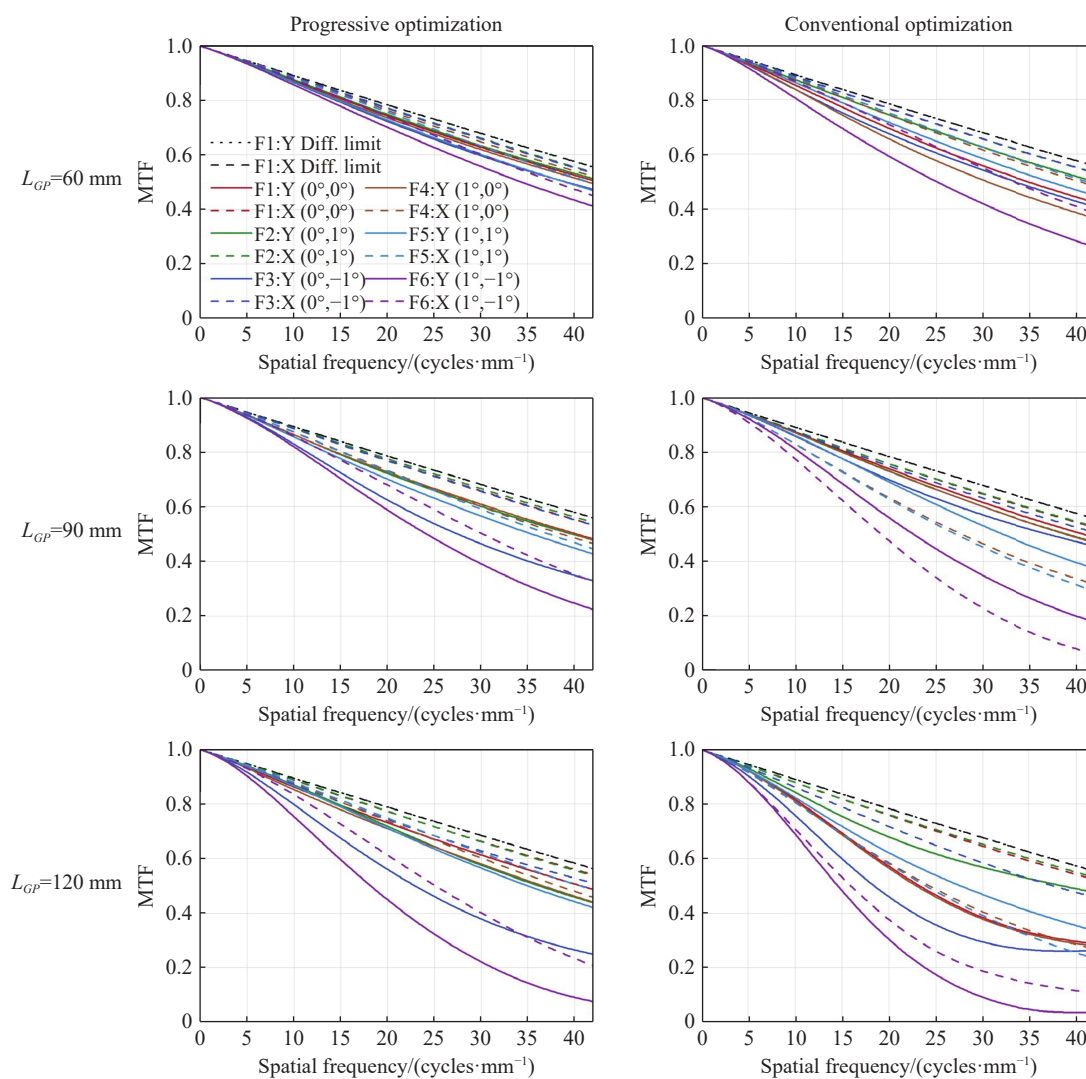 Progressive optimization
Conventional optimization
L_GP=60 mm
MTF
1.0
0.8
0.6
0.4
0.2
0
F1:Y Diff. limit
F1:X Diff. limit
F1:Y (0°,0°) F4:Y (1°,0°)
F1:X (0°,0°) F4:X (1°,0°)
F2:Y (0°,1°) F5:Y (1°,1°)
F2:X (0°,1°) F5:X (1°,1°)
F3:Y (0°,−1°) F6:Y (1°,−1°)
F3:X (0°,−1°) F6:X (1°,−1°)
0 5 10 15 20 25 30 35 40
Spatial frequency/(cycles·mm⁻¹)
MTF
1.0
0.8
0.6
0.4
0.2
0
0 5 10 15 20 25 30 35 40
Spatial frequency/(cycles·mm⁻¹)
L_GP=90 mm
MTF
1.0
0.8
0.6
0.4
0.2
0
0 5 10 15 20 25 30 35 40
Spatial frequency/(cycles·mm⁻¹)
MTF
1.0
0.8
0.6
0.4
0.2
0
0 5 10 15 20 25 30 35 40
Spatial frequency/(cycles·mm⁻¹)
L_GP=120 mm
MTF
1.0
0.8
0.6
0.4
0.2
0
0 5 10 15 20 25 30 35 40
Spatial frequency/(cycles·mm⁻¹)
MTF
1.0
0.8
0.6
0.4
0.2
0
0 5 10 15 20 25 30 35 40
Spatial frequency/(cycles·mm⁻¹)